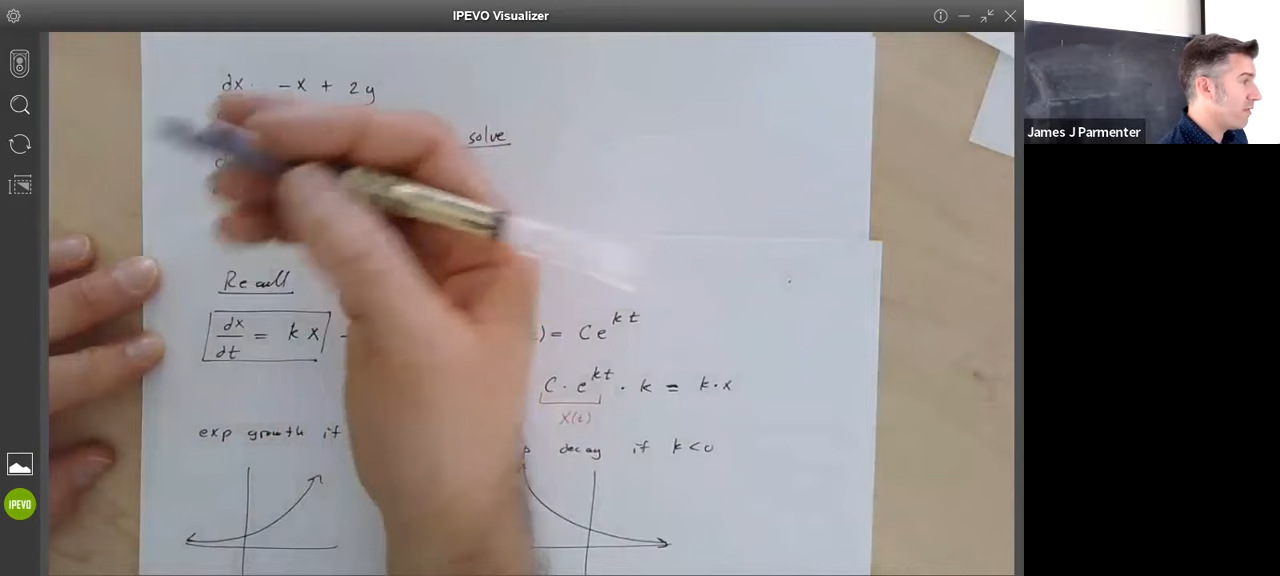 IPEVO Visualizer
James J Parmenter
dx -x + 2y
solve
Recall
dx/dt = k x
) = Ce^{kt}
C · e^{kt} · k = k·x
x(t)
exp growth if
decay if k<0
IPEVO